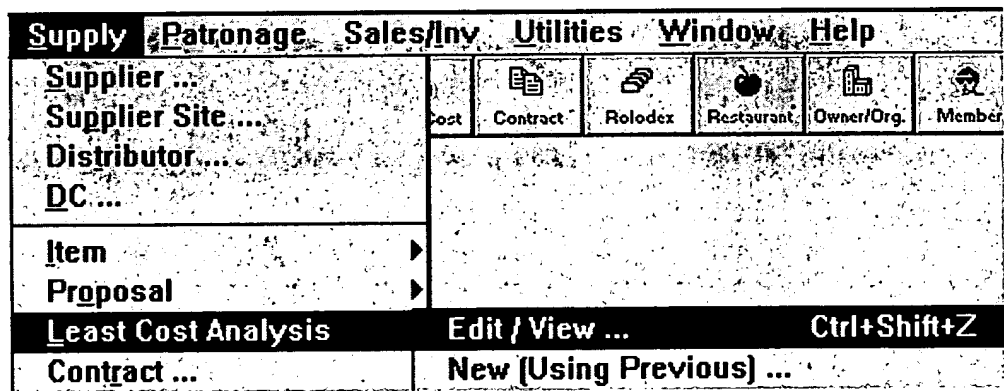 Supply Patronage Sales/Inv Utilities Window Help
Supplier ...
Supplier Site ...
Distributor ...
DC ...
Item
Proposal
Least Cost Analysis
Contract ...
Cost Contract Rolodex Restaurant Owner/Org. Member
Edit / View ... Ctrl+Shift+Z
New (Using Previous) ...